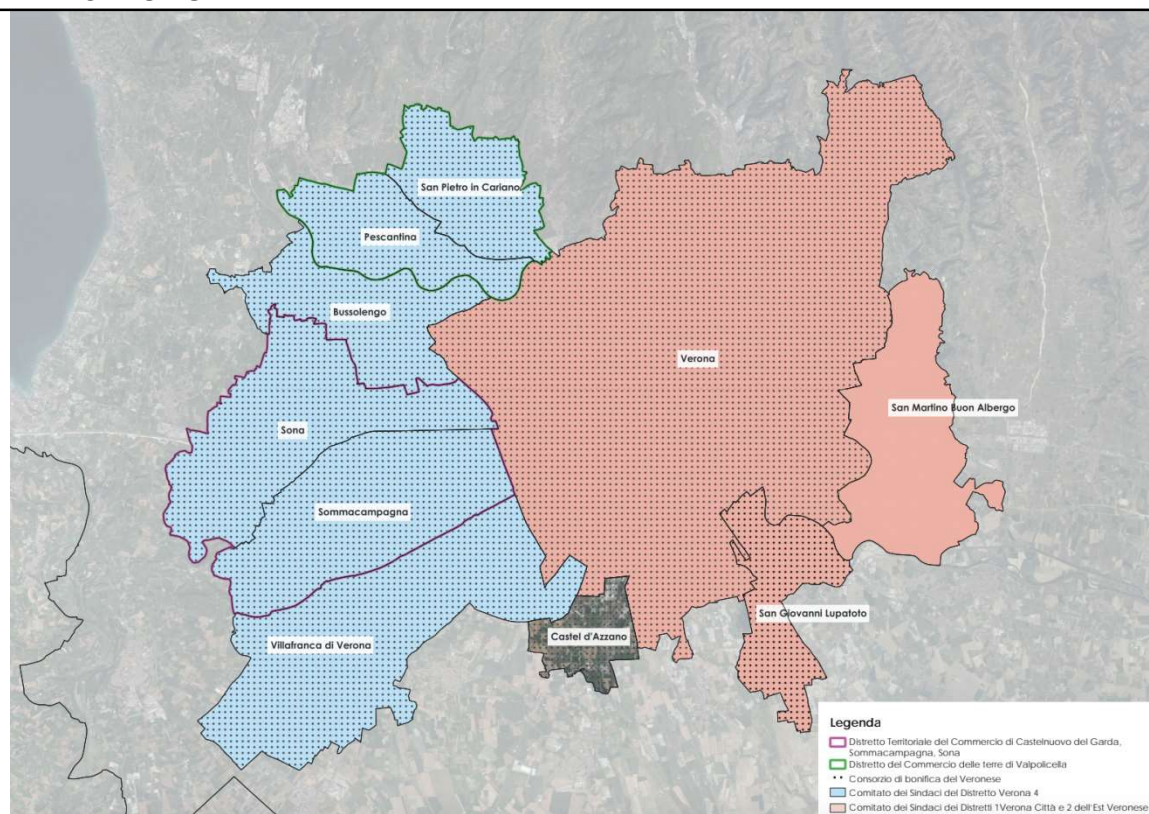 San Pietro in Cariano
Pescantina
Bussolengo
Verona
San Martino Buon Albergo
Sona
Sommacampagna
San Giovanni Lupatoto
Castel d'Azzano
Villafranca di Verona
Legenda
Distretto Territoriale del Commercio di Castelnuovo del Garda,
Sommacampagna, Sona
Distretto del Commercio delle terre di Valpolicella
Consorzio di bonifica del Veronese
Comitato dei Sindaci del Distretto Verona 4
Comitato dei Sindaci dei Distretti 1Verona Città e 2 dell'Est Veronese